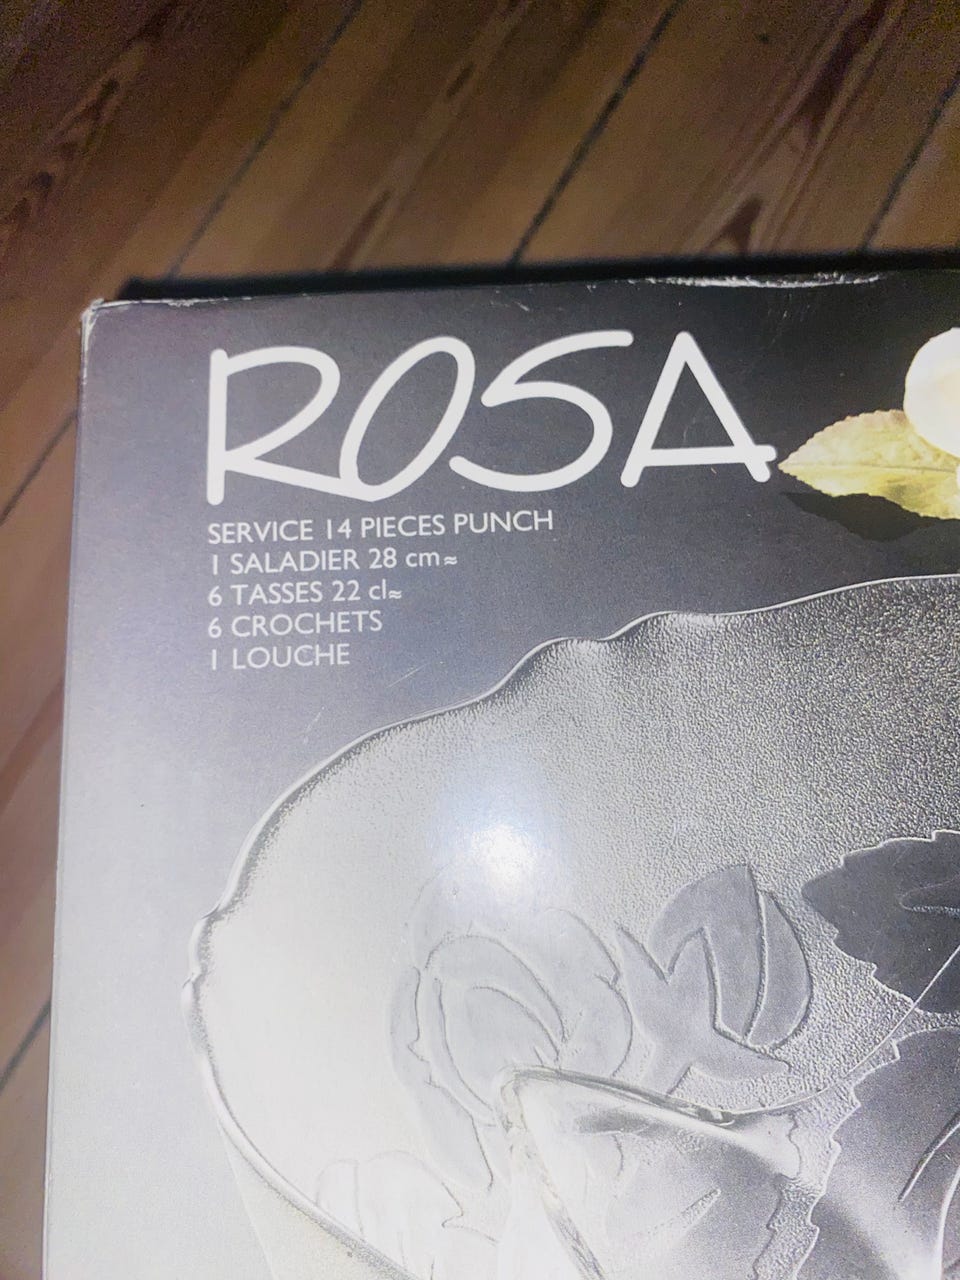 ROSA
SERVICE 14 PIECES PUNCH
1 SALADIER 28 cm≈
6 TASSES 22 cl≈
6 CROCHETS
1 LOUCHE